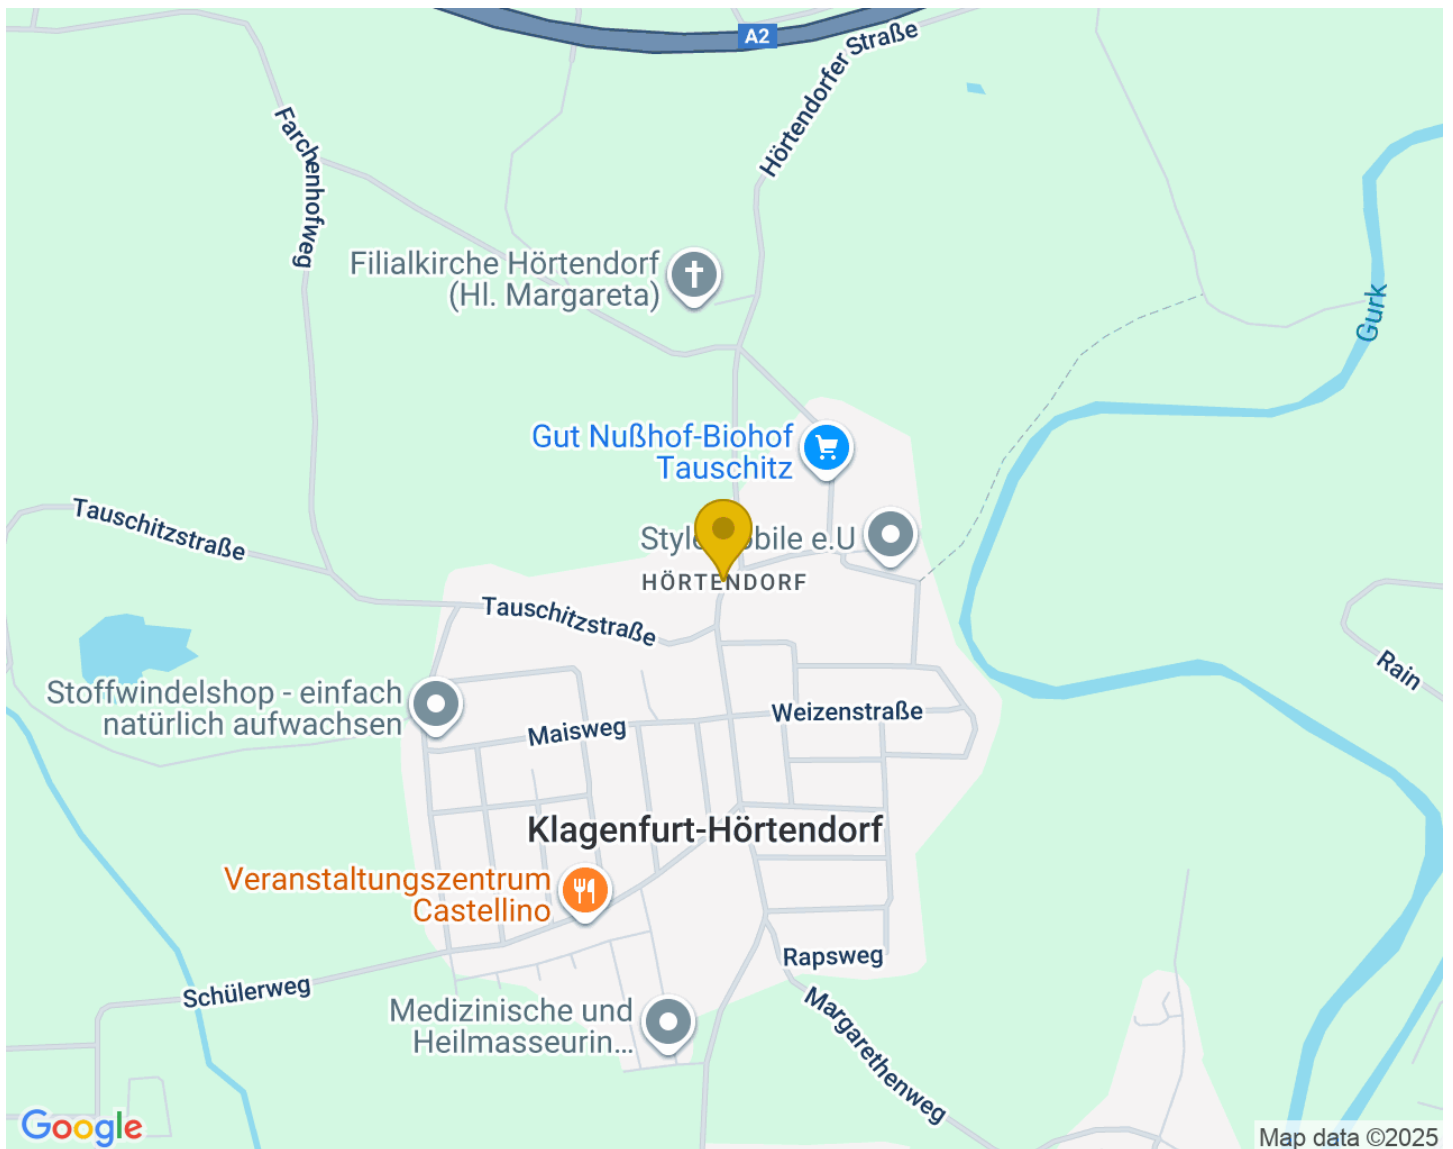 A2
Hörtendorfer Straße
Farchenhofweg
Filialkirche Hörtendorf
(Hl. Margareta)
Gurk
Gut Nußhof-Biohof
Tauschitz
Tauschitzstraße
e.U
HÖRTENDORF
Tauschitzstraße
Rain
Stoffwindelshop - einfach
natürlich aufwachsen
Weizenstraße
Maisweg
Klagenfurt-Hörtendorf
Veranstaltungszentrum
Castellino
Rapsweg
Schülerweg
Medizinische und
Heilmasseurin...
Margarethenweg
Google
Map data ©2025